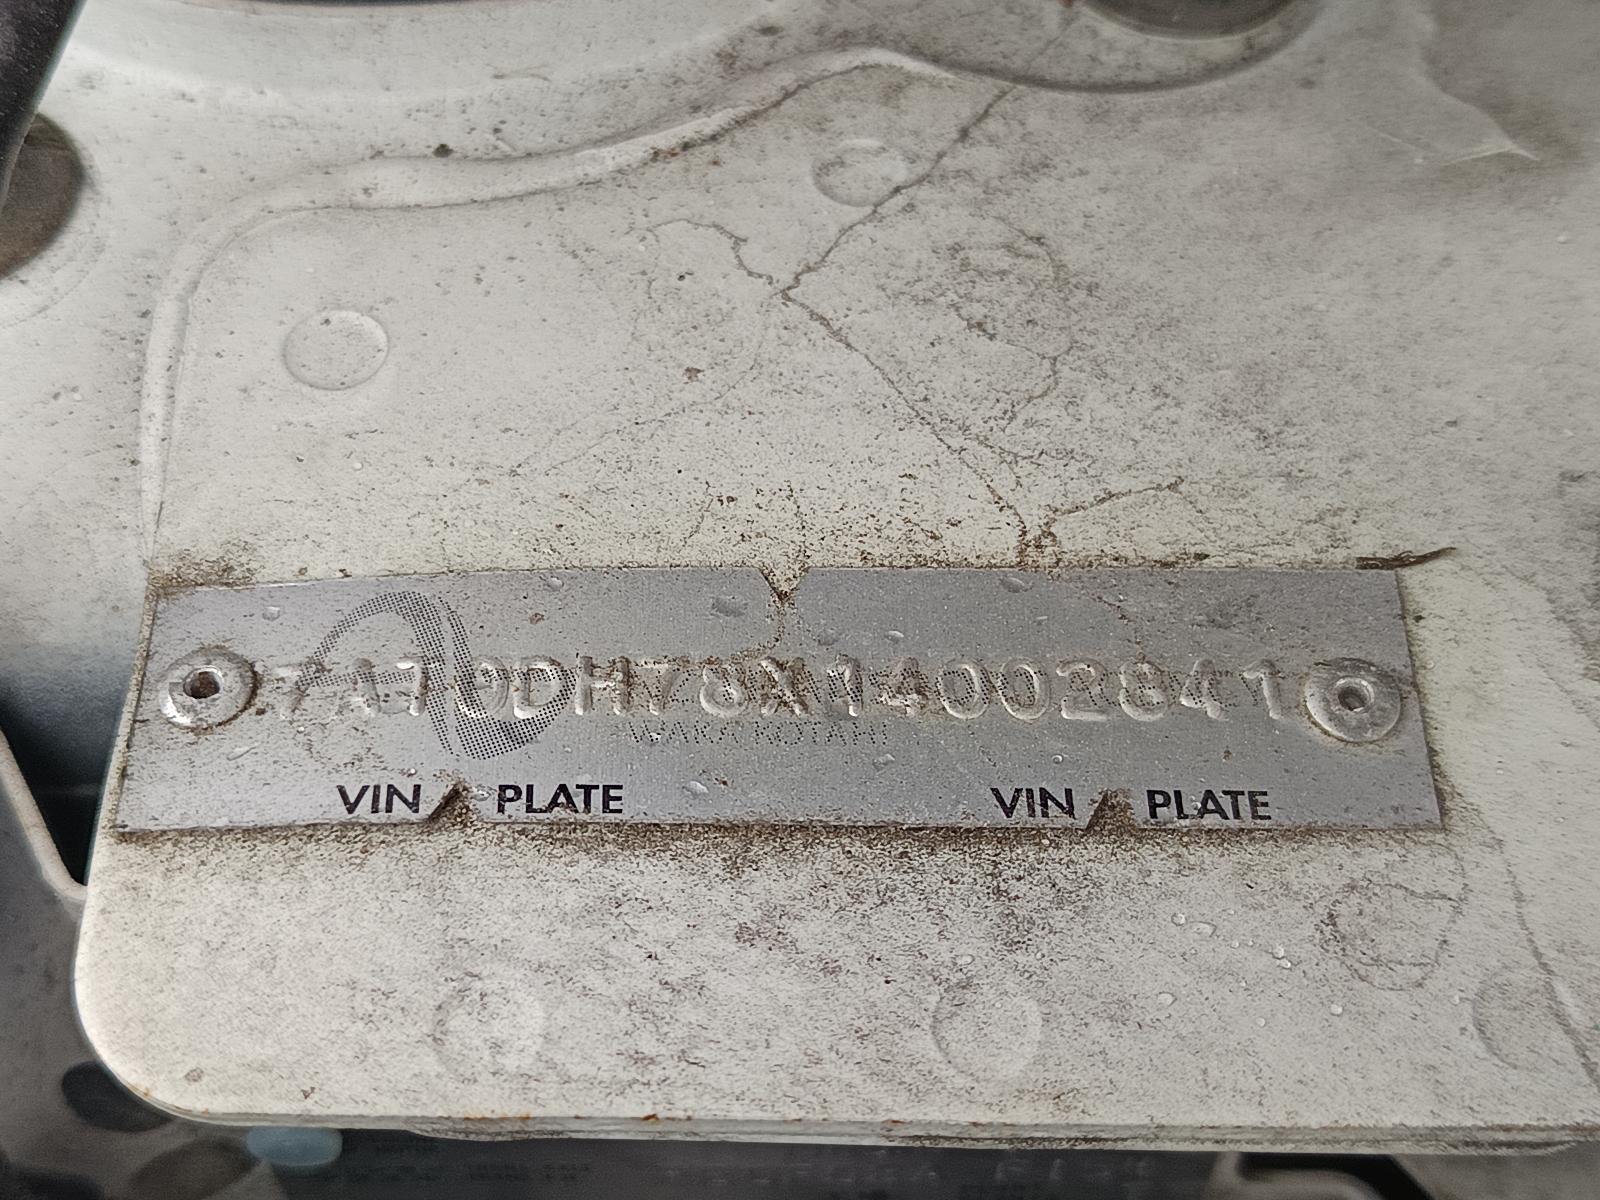 7AT0DH78X14002841
WAKA KOTAHI
VIN PLATE VIN PLATE